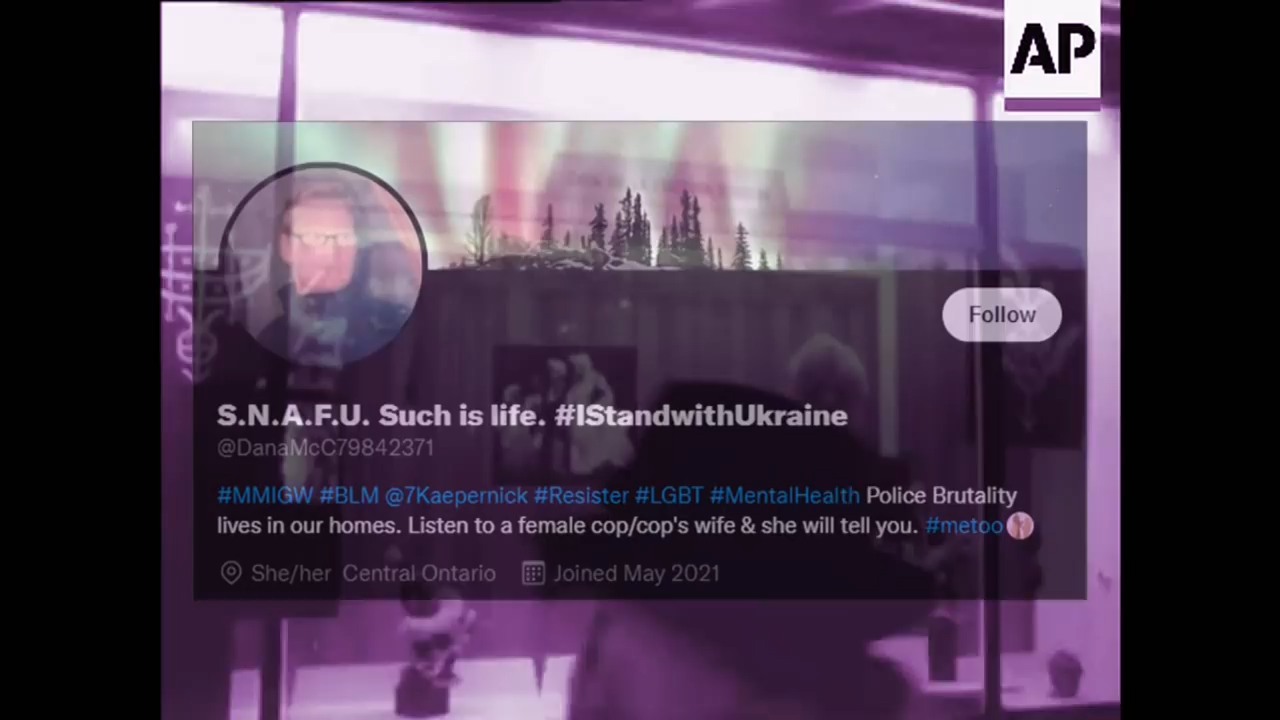 AP
Follow
S.N.A.F.U. Such is life. #IStandwithUkraine
@DanaMcC79842371
#MMIGW #BLM @7Kaepernick #Resister #LGBT #MentalHealth Police Brutality
lives in our homes. Listen to a female cop/cop's wife & she will tell you. #metoo
She/her Central Ontario Joined May 2021